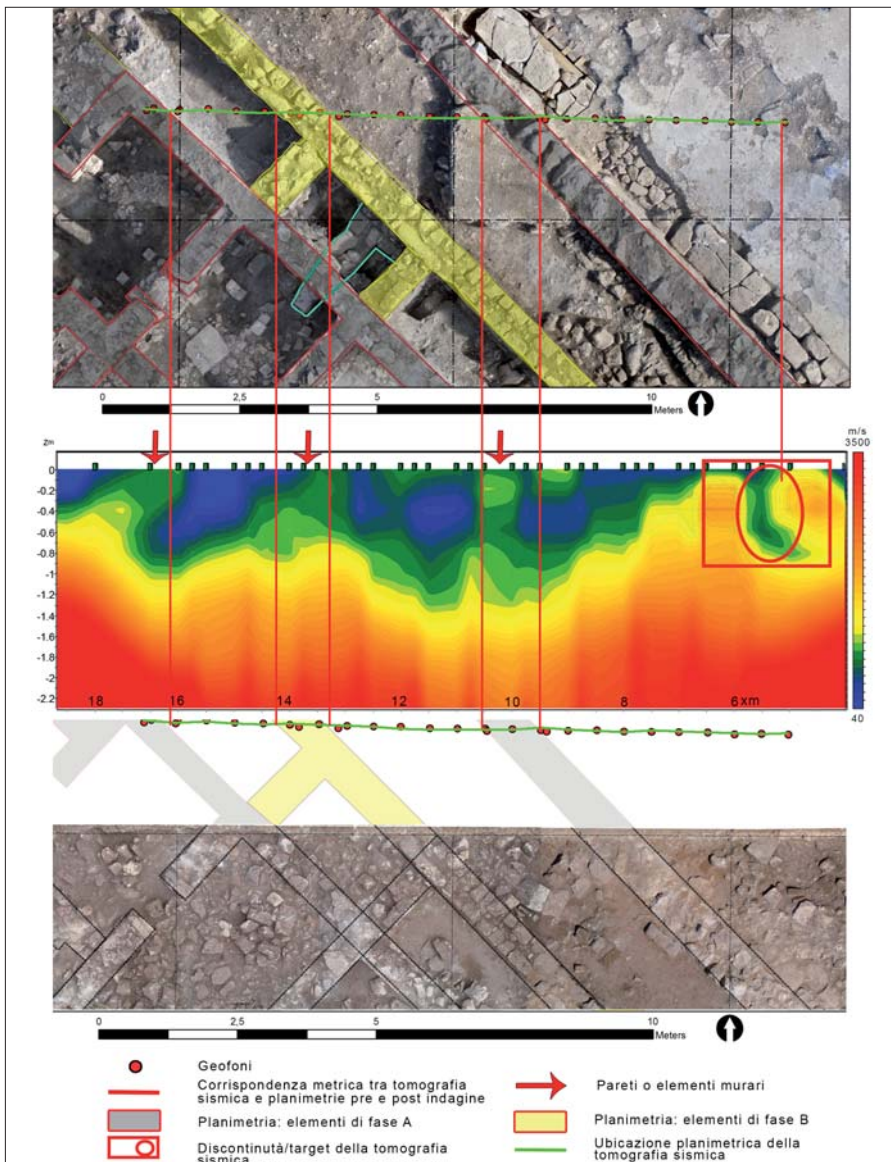 0 2,5 5 10
Meters
m/s
3500
zm
0
-0.2
-0.4
-0.6
-0.8
-1
-1.2
-1.4
-1.6
-1.8
-2
-2.2
18 16 14 12 10 8 6 xm
40
0 2,5 5 10
Meters
Geofoni
Corrispondenza metrica tra tomografia
sismica e planimetrie pre e post indagine
Pareti o elementi murari
Planimetria: elementi di fase A
Planimetria: elementi di fase B
Discontinutà/target della tomografia
sismica
Ubicazione planimetrica della
tomografia sismica